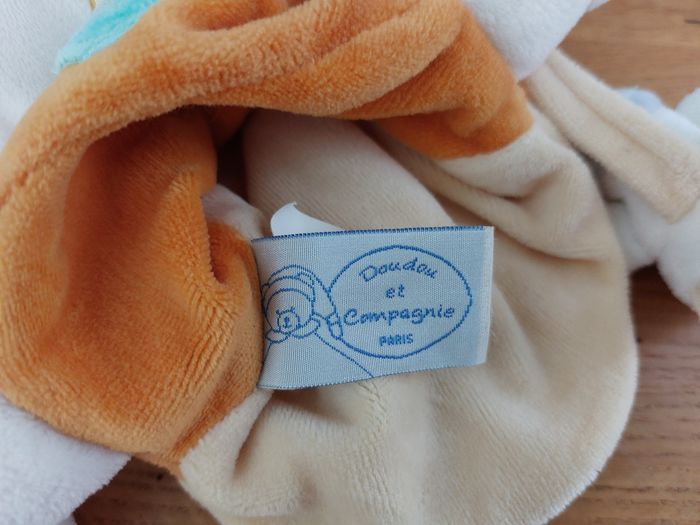 Doudou
et
Compagnie
PARIS